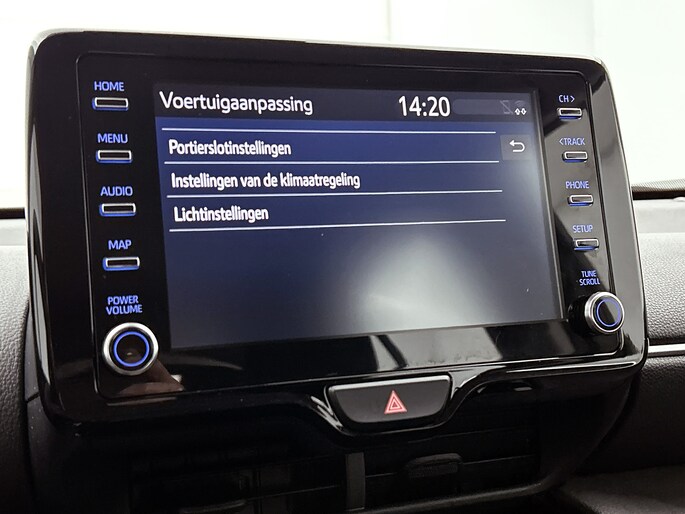 HOME
MENU
AUDIO
MAP
POWER
VOLUME
Voertuigaanpassing
14:20
Portierslotinstellingen
Instellingen van de klimaatregeling
Lichtinstellingen
CH >
< TRACK
PHONE
SETUP
TUNE
SCROLL